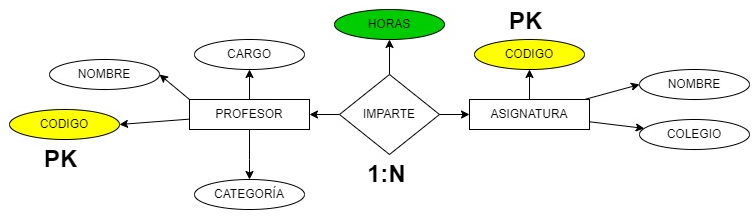 HORAS
PK
CARGO
CODIGO
NOMBRE
NOMBRE
PROFESOR
IMPARTE
ASIGNATURA
CODIGO
COLEGIO
PK
1:N
CATEGORÍA